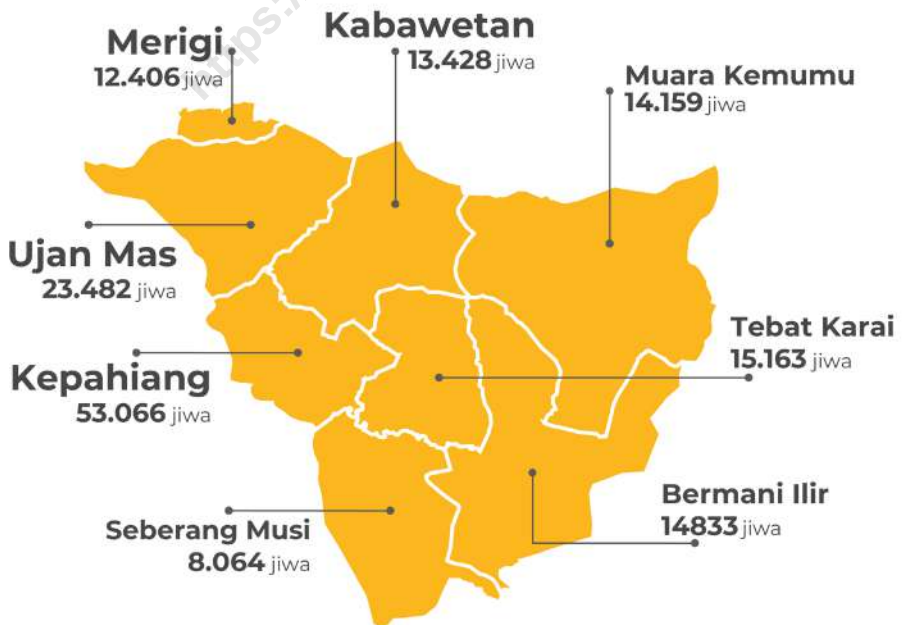 Merigi
12.406 jiwa
Kabawetan
13.428 jiwa
Muara Kemumu
14.159 jiwa
Ujan Mas
23.482 jiwa
Tebat Karai
15.163 jiwa
Kepahiang
53.066 jiwa
Bermani Ilir
14833 jiwa
Seberang Musi
8.064 jiwa
https:/